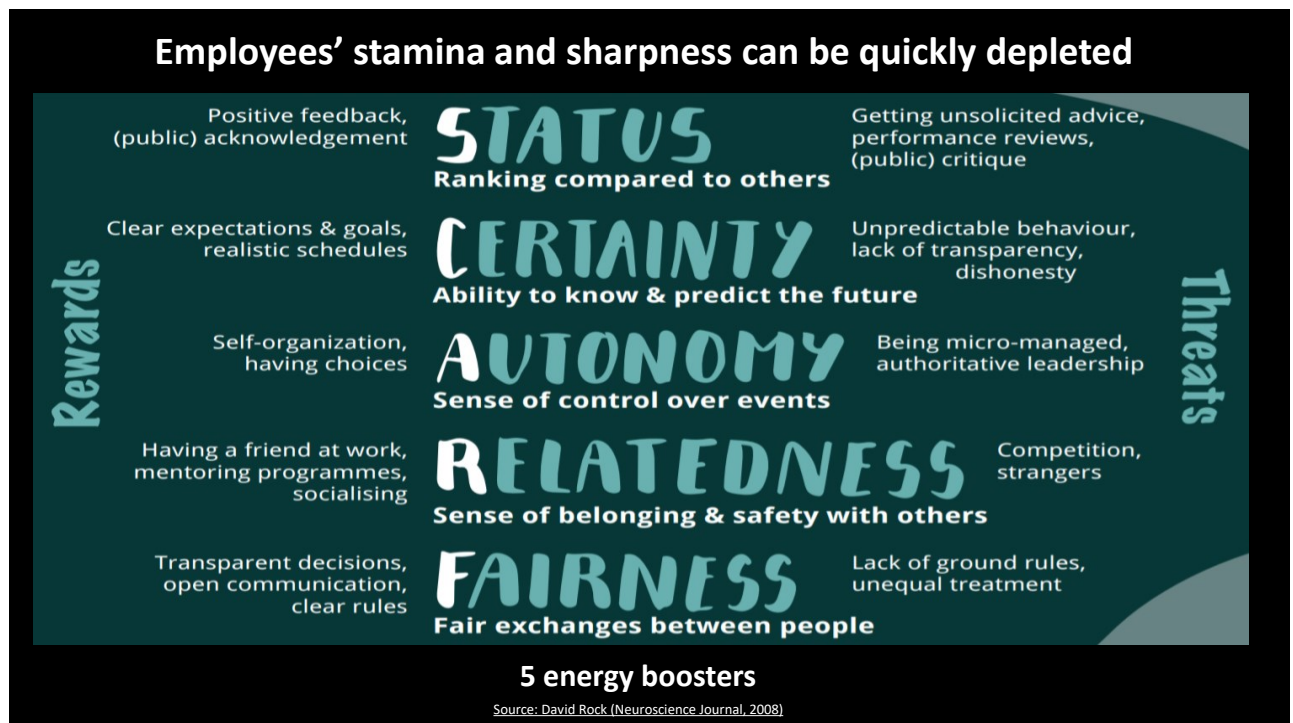 Employees’ stamina and sharpness can be quickly depleted
Rewards
Threats
Positive feedback,
(public) acknowledgement
STATUS
Ranking compared to others
Getting unsolicited advice,
performance reviews,
(public) critique
Clear expectations & goals,
realistic schedules
CERTAINTY
Ability to know & predict the future
Unpredictable behaviour,
lack of transparency,
dishonesty
Self-organization,
having choices
AUTONOMY
Sense of control over events
Being micro-managed,
authoritative leadership
Having a friend at work,
mentoring programmes,
socialising
RELATEDNESS
Sense of belonging & safety with others
Competition,
strangers
Transparent decisions,
open communication,
clear rules
FAIRNESS
Fair exchanges between people
Lack of ground rules,
unequal treatment
5 energy boosters
Source: David Rock (Neuroscience Journal, 2008)